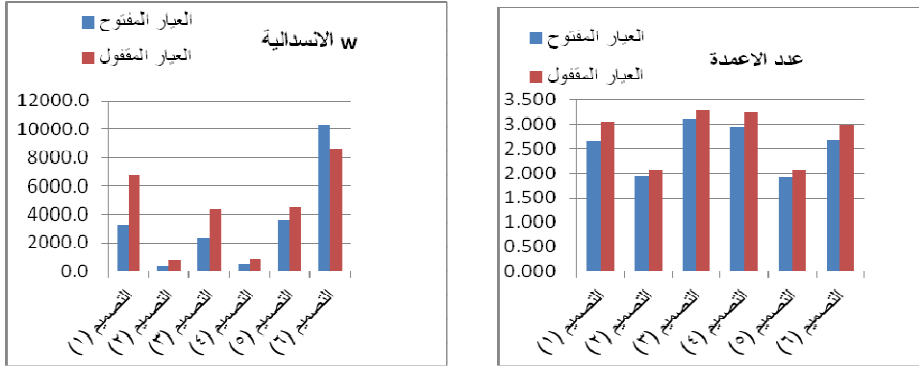 العيار المفتوح
العيار المقفول
الانسدالية w
12000.0
10000.0
8000.0
6000.0
4000.0
2000.0
0.0
التصميم (١)
التصميم (٢)
التصميم (٣)
التصميم (٤)
التصميم (٥)
التصميم (٦)
العيار المفتوح
العيار المقفول
عدد الاعمدة
3.500
3.000
2.500
2.000
1.500
1.000
0.500
0.000
التصميم (١)
التصميم (٢)
التصميم (٣)
التصميم (٤)
التصميم (٥)
التصميم (٦)